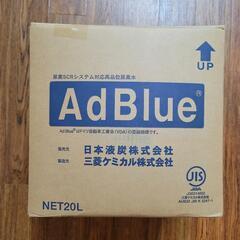 尿素SCRシステム対応高品位尿素水
UP
AdBlue®
AdBlue®はドイツ自動車工業会(VDA)の登録商標です。
発売元 日本液炭株式会社
製造元 三菱ケミカル株式会社
JIS
NET20L